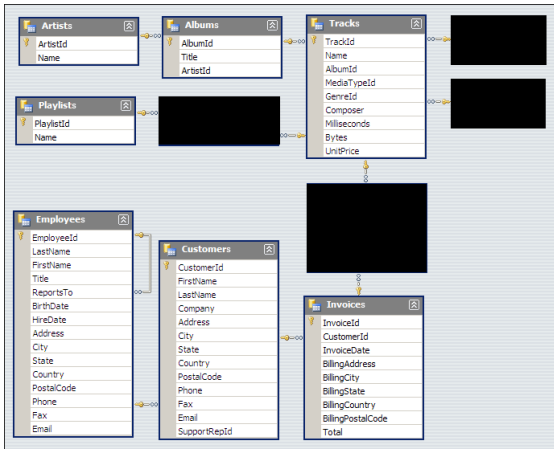 Artists
ArtistId
Name
Albums
AlbumId
Title
ArtistId
Tracks
TrackId
Name
AlbumId
MediaTypeId
GenreId
Composer
Milliseconds
Bytes
UnitPrice
Playlists
PlaylistId
Name
Employees
EmployeeId
LastName
FirstName
Title
ReportsTo
BirthDate
HireDate
Address
City
State
Country
PostalCode
Phone
Fax
Email
Customers
CustomerId
FirstName
LastName
Company
Address
City
State
Country
PostalCode
Phone
Fax
Email
SupportRepId
Invoices
InvoiceId
CustomerId
InvoiceDate
BillingAddress
BillingCity
BillingState
BillingCountry
BillingPostalCode
Total